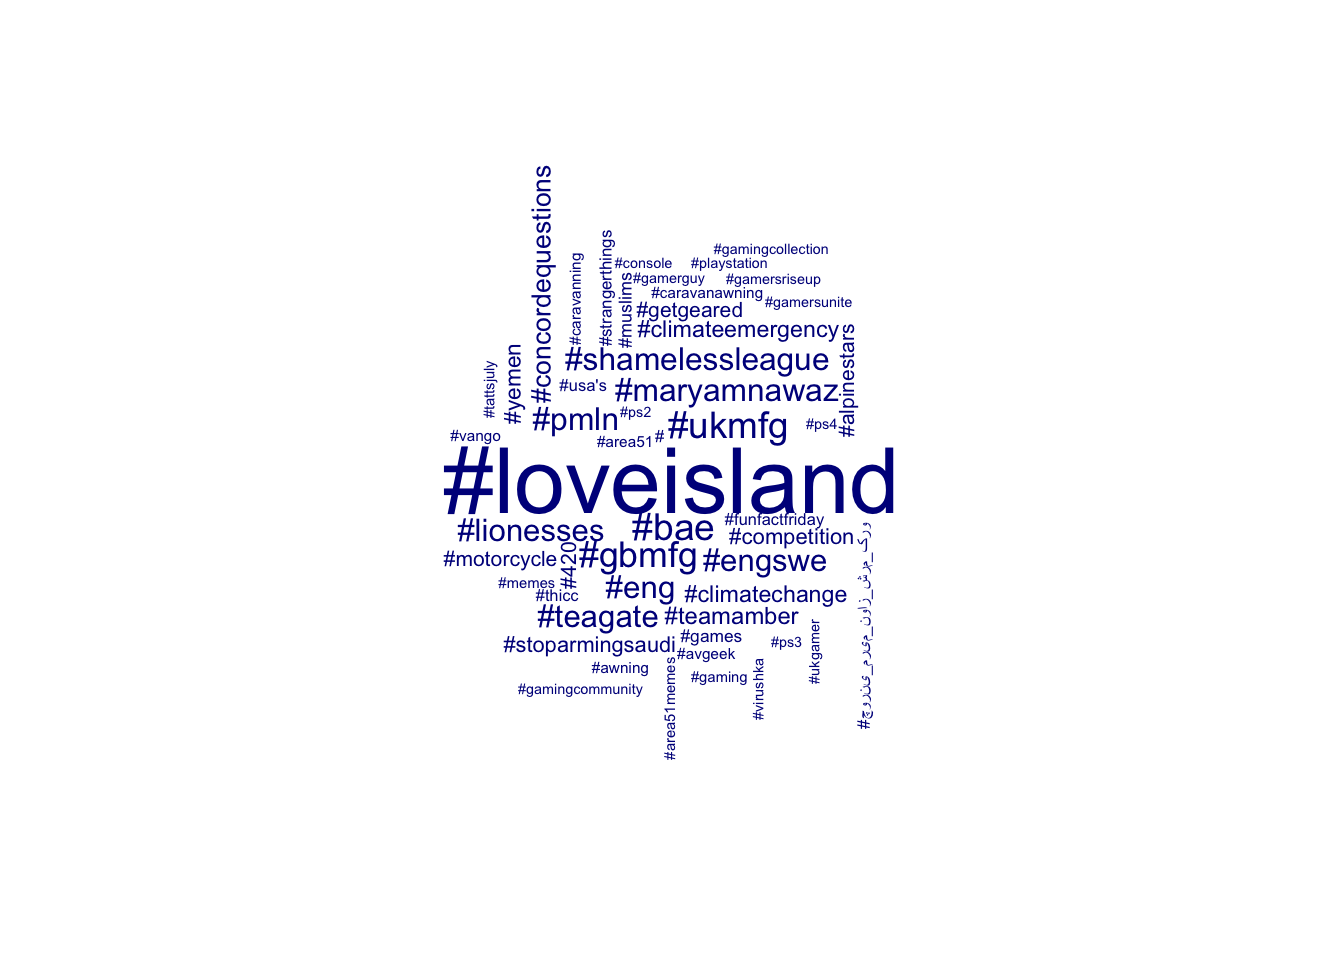 #concordequestions
#gamingcollection
#strangerthings
#caravanning
#console
#playstation
#muslims
#gamerguy
#gamersriseup
#caravanawning
#gamersunite
#getgeared
#climateemergency
#alpinestars
#yemen
#shamelessleague
#tattsjuly
#usa's
#maryamnawaz
#pmln
#ps2
#ukmfg
#ps4
#vango
#area51
#
#loveisland
#lionesses
#bae
#funfactfriday
#competition
#motorcycle
#420
#gbmfg
#engswe
#memes
#thicc
#eng
#climatechange
#teagate
#teamamber
#stoparmingsaudi
#games
#ps3
#ukgamer
#avgeek
#awning
#gaming
#virushka
#gamingcommunity
#area51memes